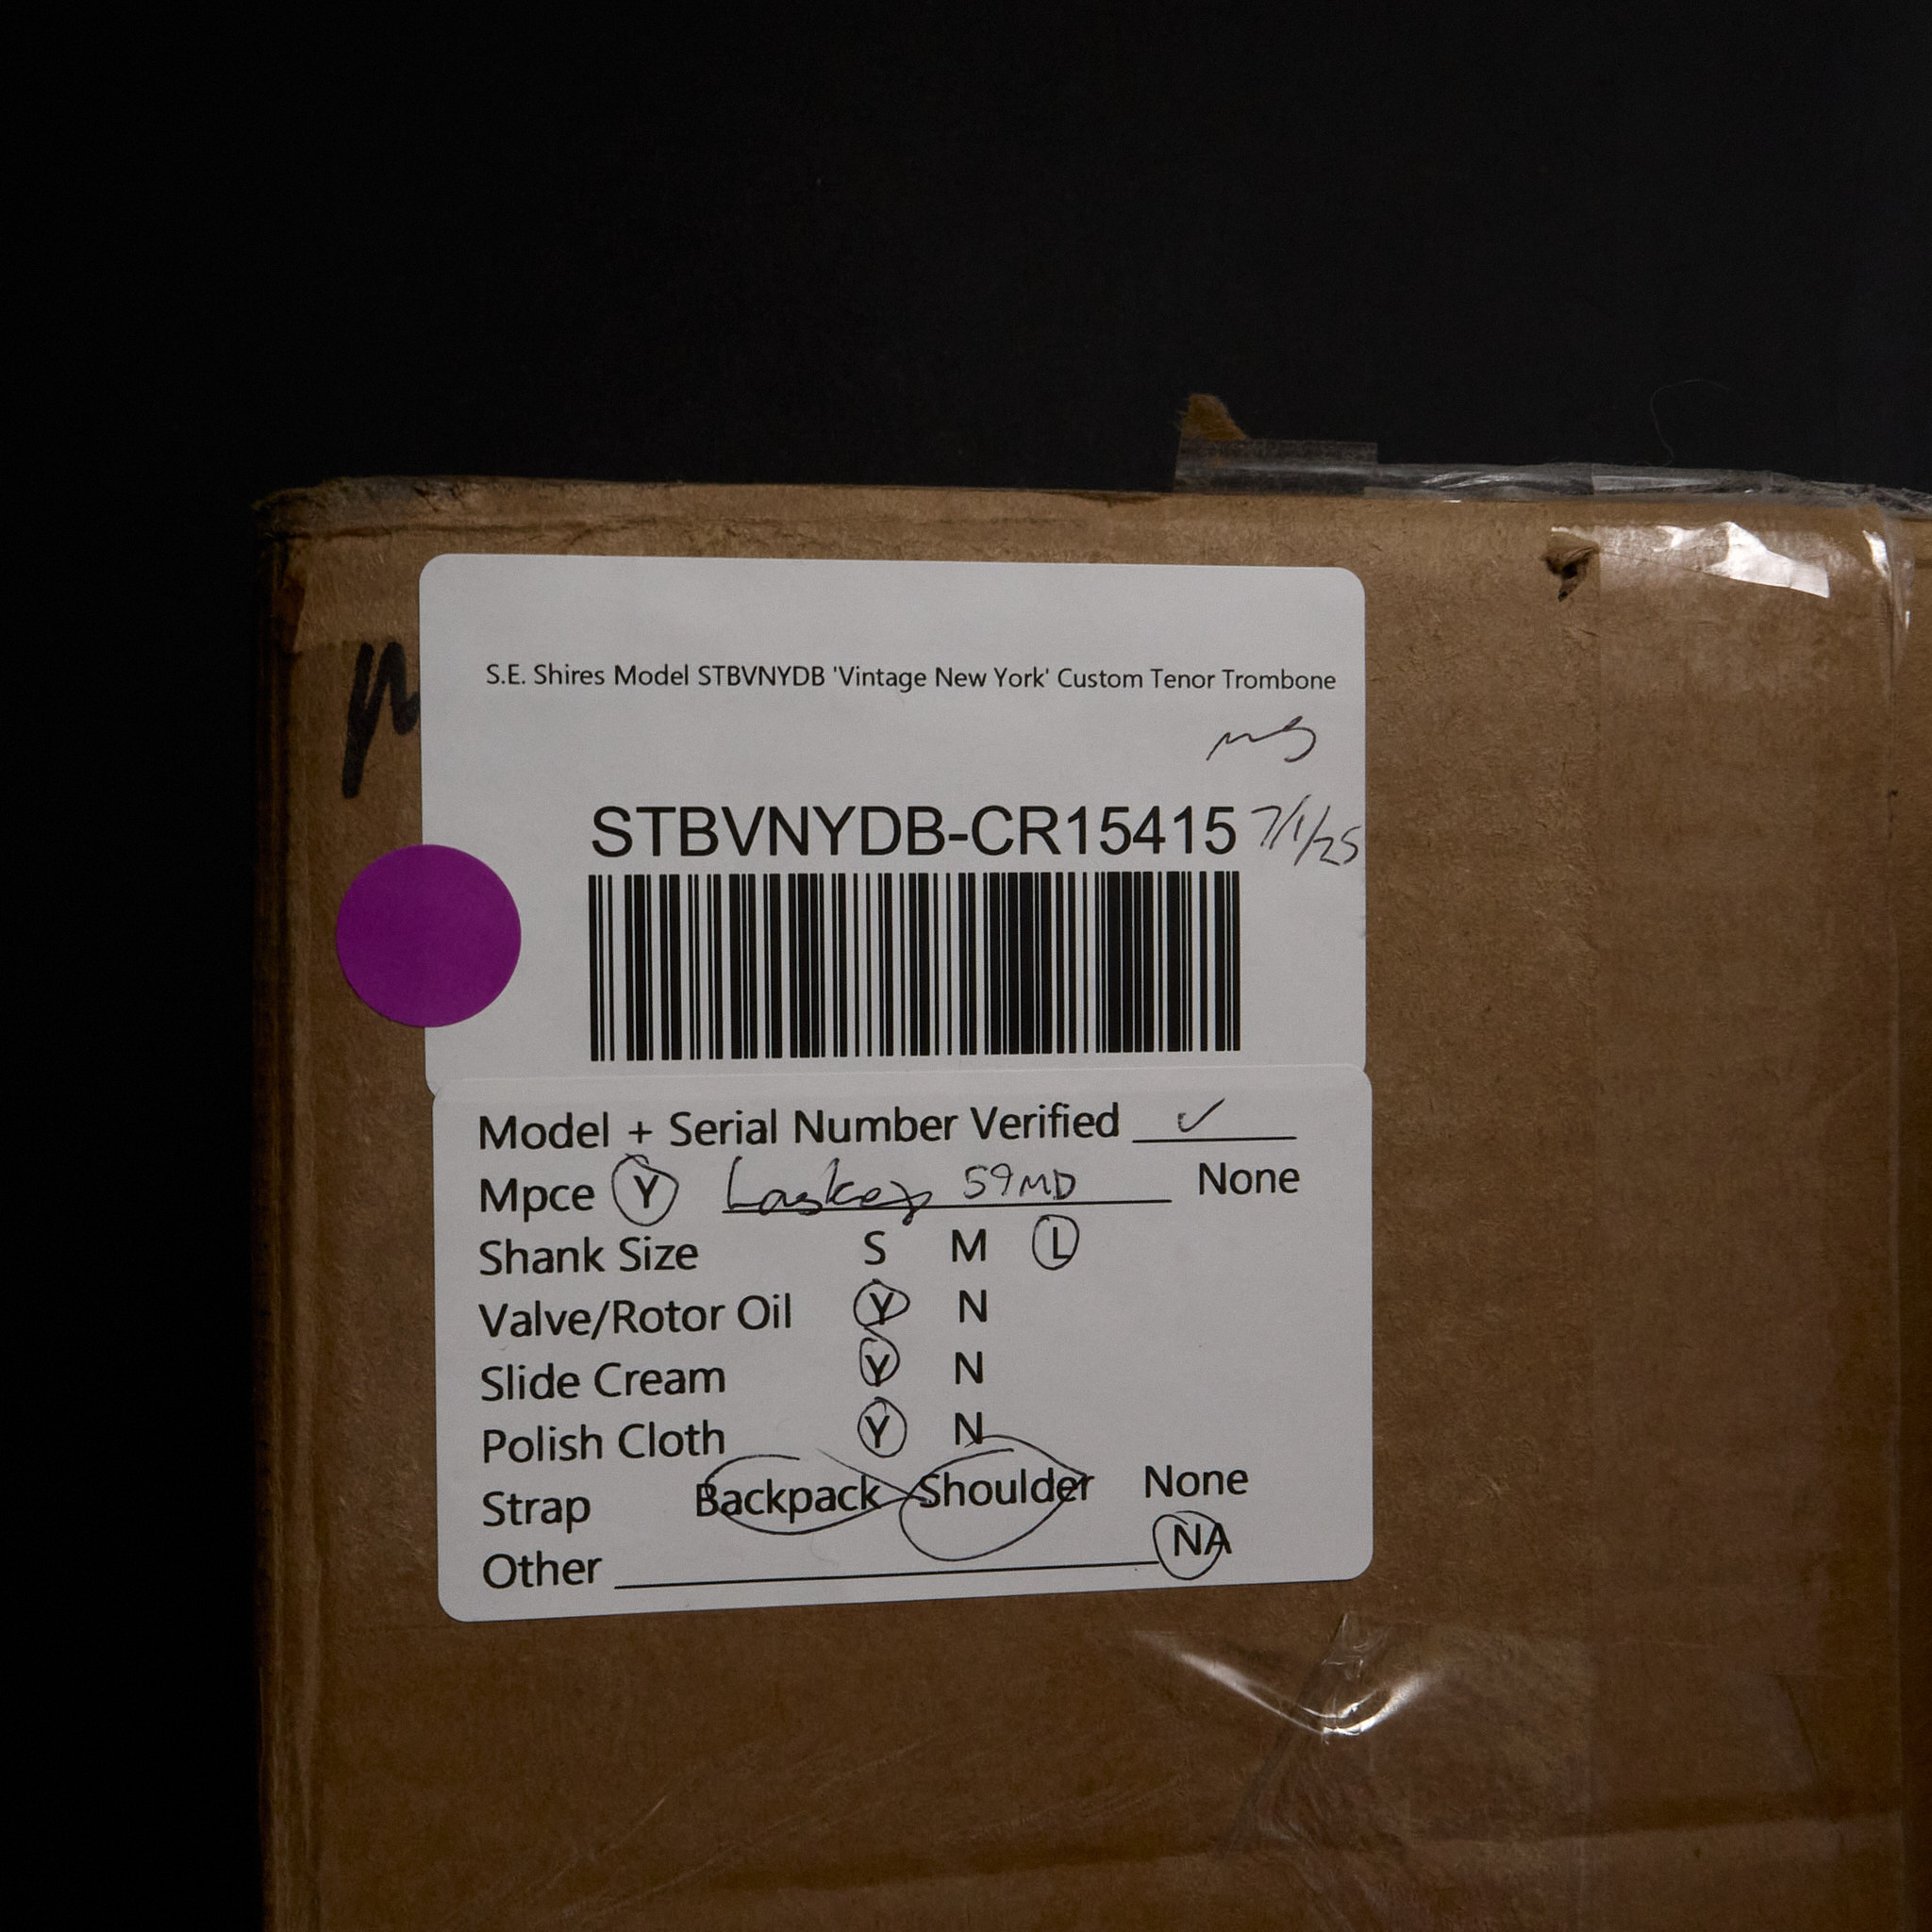 S.E. Shires Model STBVNYDB 'Vintage New York' Custom Tenor Trombone
STBVNYDB-CR15415 7/1/25
Model + Serial Number Verified ✓
Mpce Y Laskey 59MD None
Shank Size S M L
Valve/Rotor Oil Y N
Slide Cream Y N
Polish Cloth Y N
Strap Backpack Shoulder None
Other NA